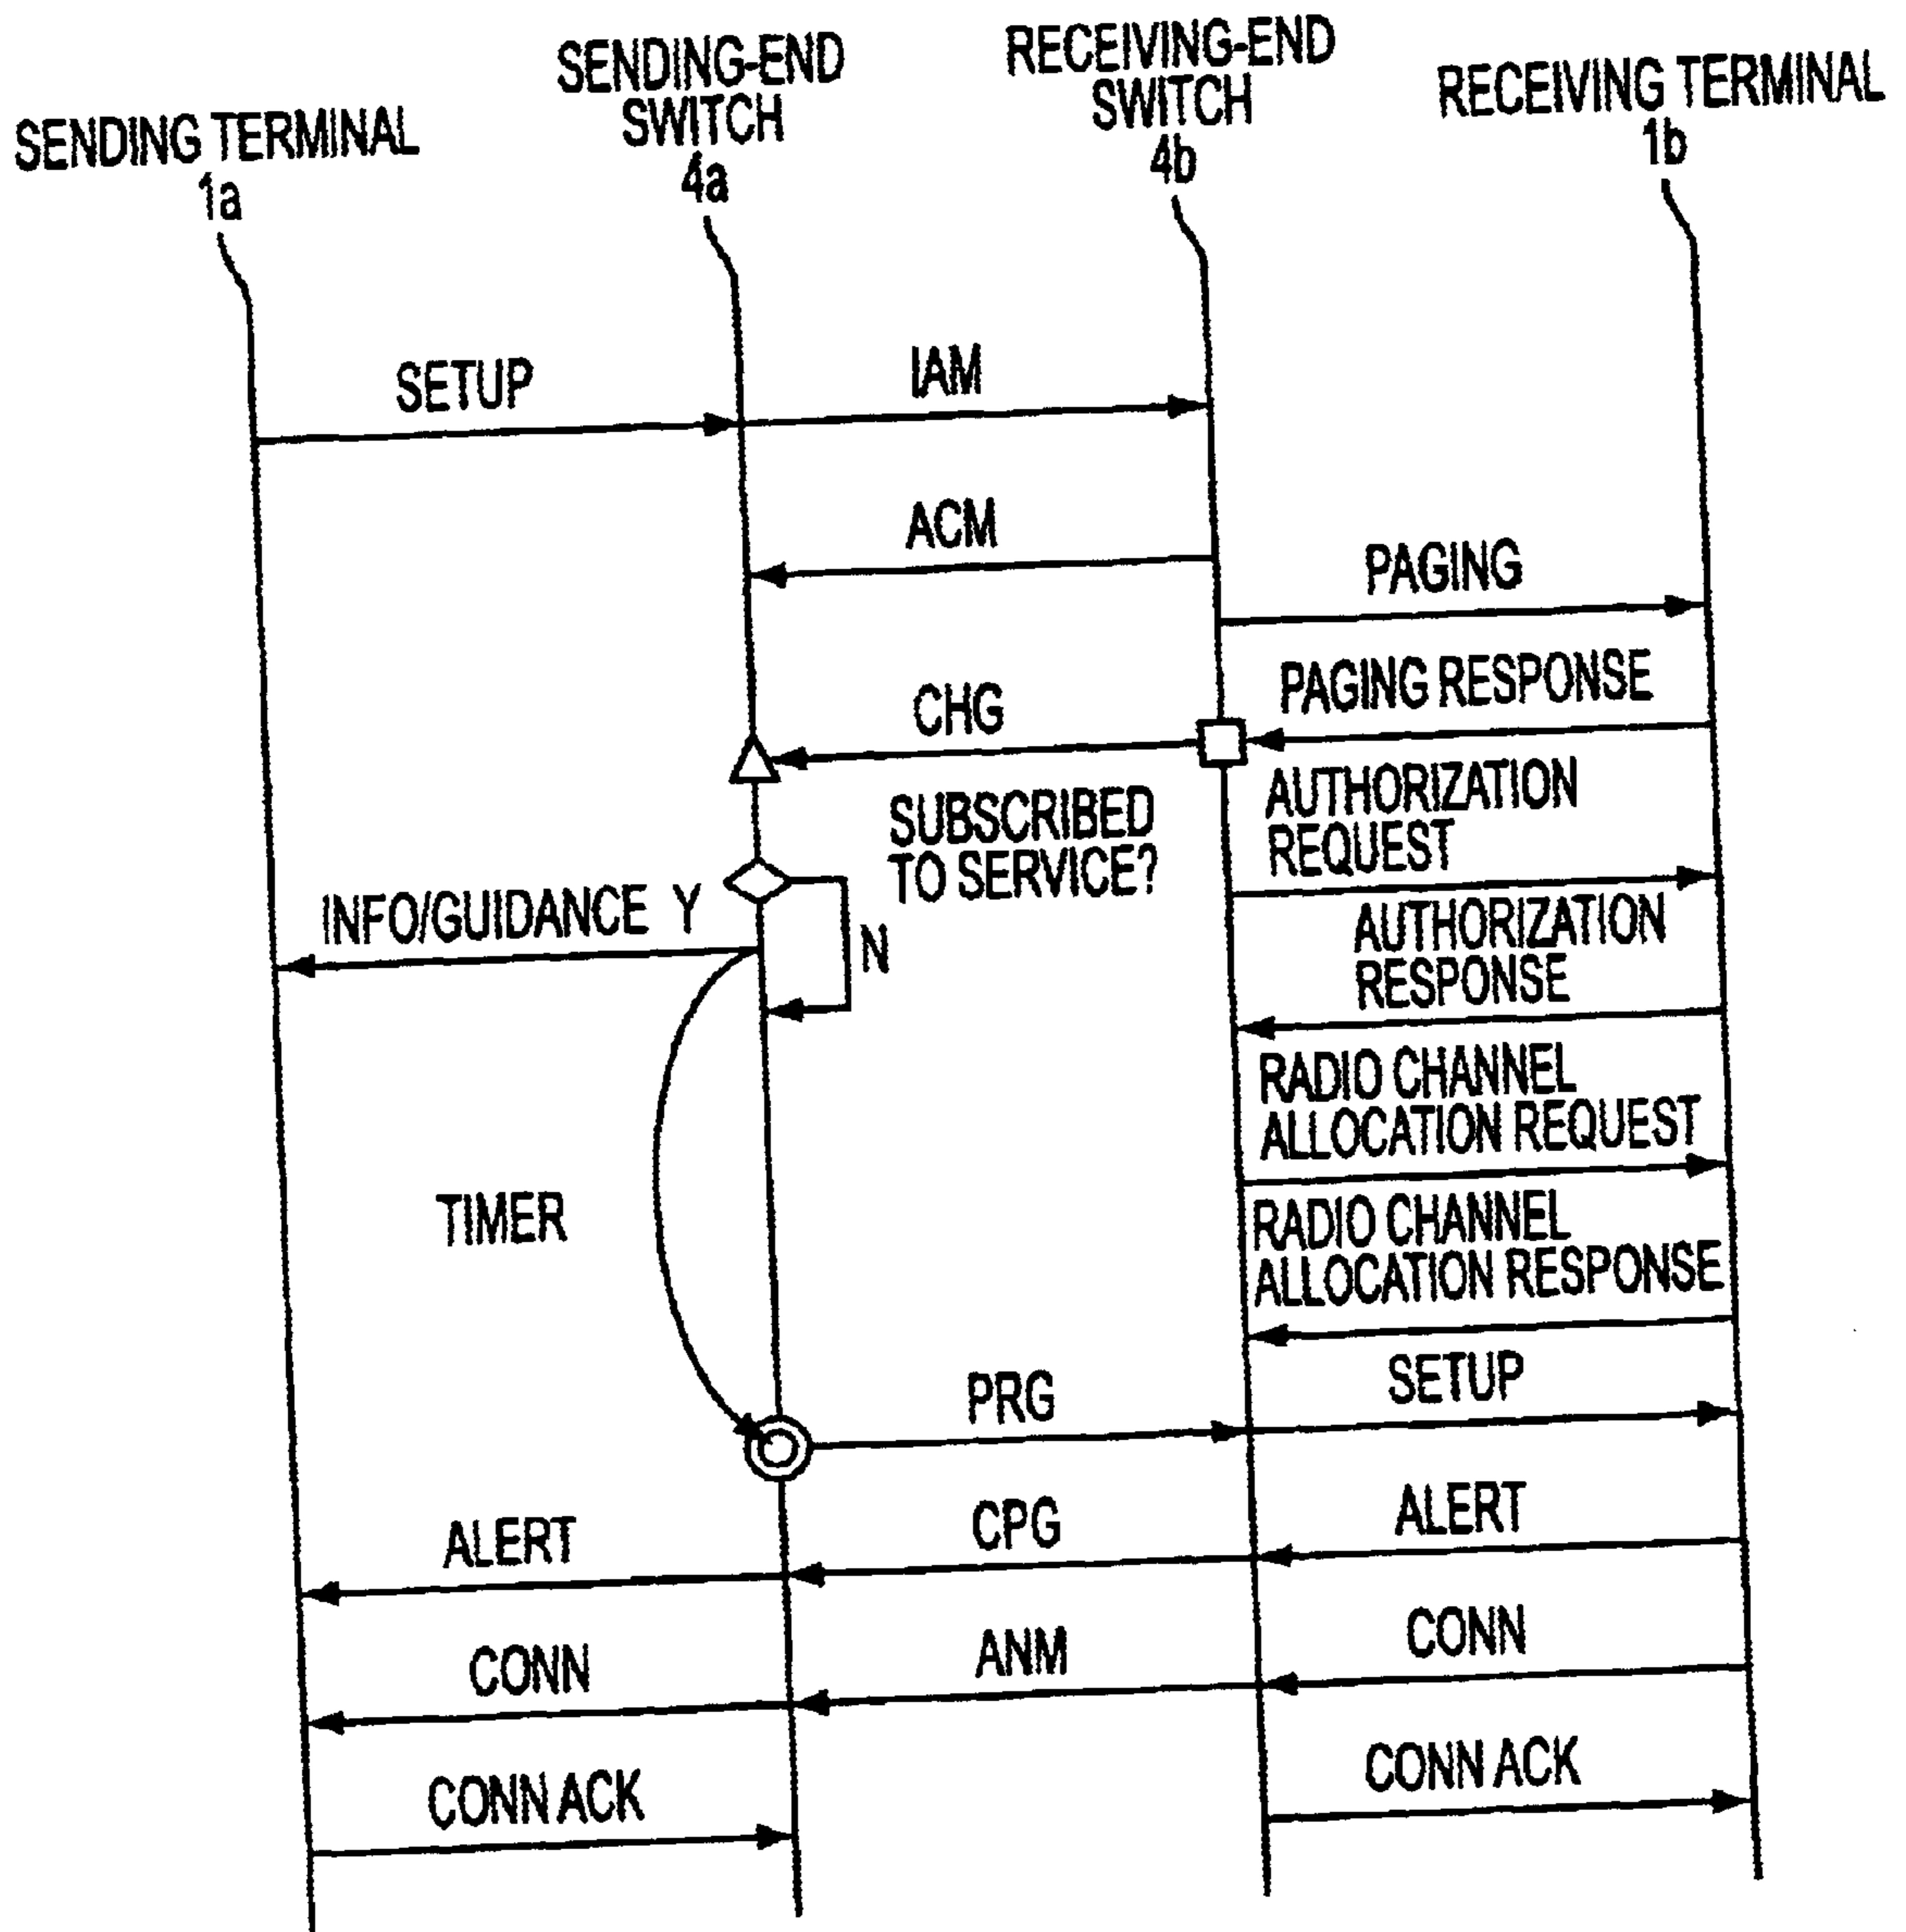 SENDING TERMINAL
1a
SENDING-END
SWITCH
4a
RECEIVING-END
SWITCH
4b
RECEIVING TERMINAL
1b
SETUP
IAM
ACM
PAGING
PAGING RESPONSE
CHG
AUTHORIZATION
REQUEST
SUBSCRIBED
TO SERVICE?
INFO/GUIDANCE Y
N
AUTHORIZATION
RESPONSE
RADIO CHANNEL
ALLOCATION REQUEST
TIMER
RADIO CHANNEL
ALLOCATION RESPONSE
PRG
SETUP
ALERT
CPG
ALERT
CONN
ANM
CONN
CONN ACK
CONN ACK